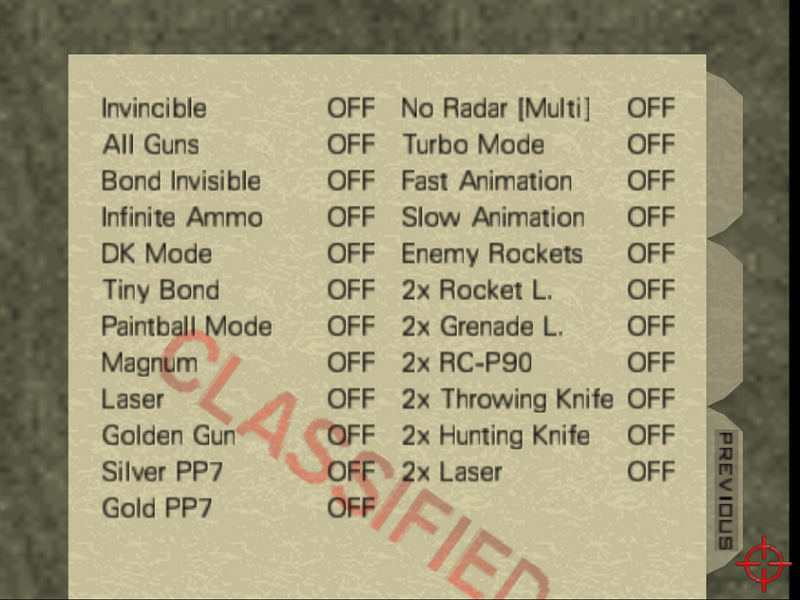 Invincible OFF No Radar [Multi] OFF
All Guns OFF Turbo Mode OFF
Bond Invisible OFF Fast Animation OFF
Infinite Ammo OFF Slow Animation OFF
DK Mode OFF Enemy Rockets OFF
Tiny Bond OFF 2x Rocket L. OFF
Paintball Mode OFF 2x Grenade L. OFF
Magnum OFF 2x RC-P90 OFF
Laser OFF 2x Throwing Knife OFF
Golden Gun OFF 2x Hunting Knife OFF
Silver PP7 OFF 2x Laser OFF
Gold PP7 OFF
CLASSIFIED
PREVIOUS